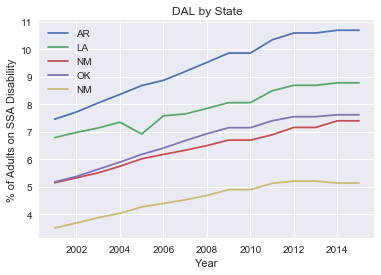 DAL by State
% of Adults on SSA Disability
11
10
9
8
7
6
5
4
AR
LA
NM
OK
NM
2002
2004
2006
2008
2010
2012
2014
Year